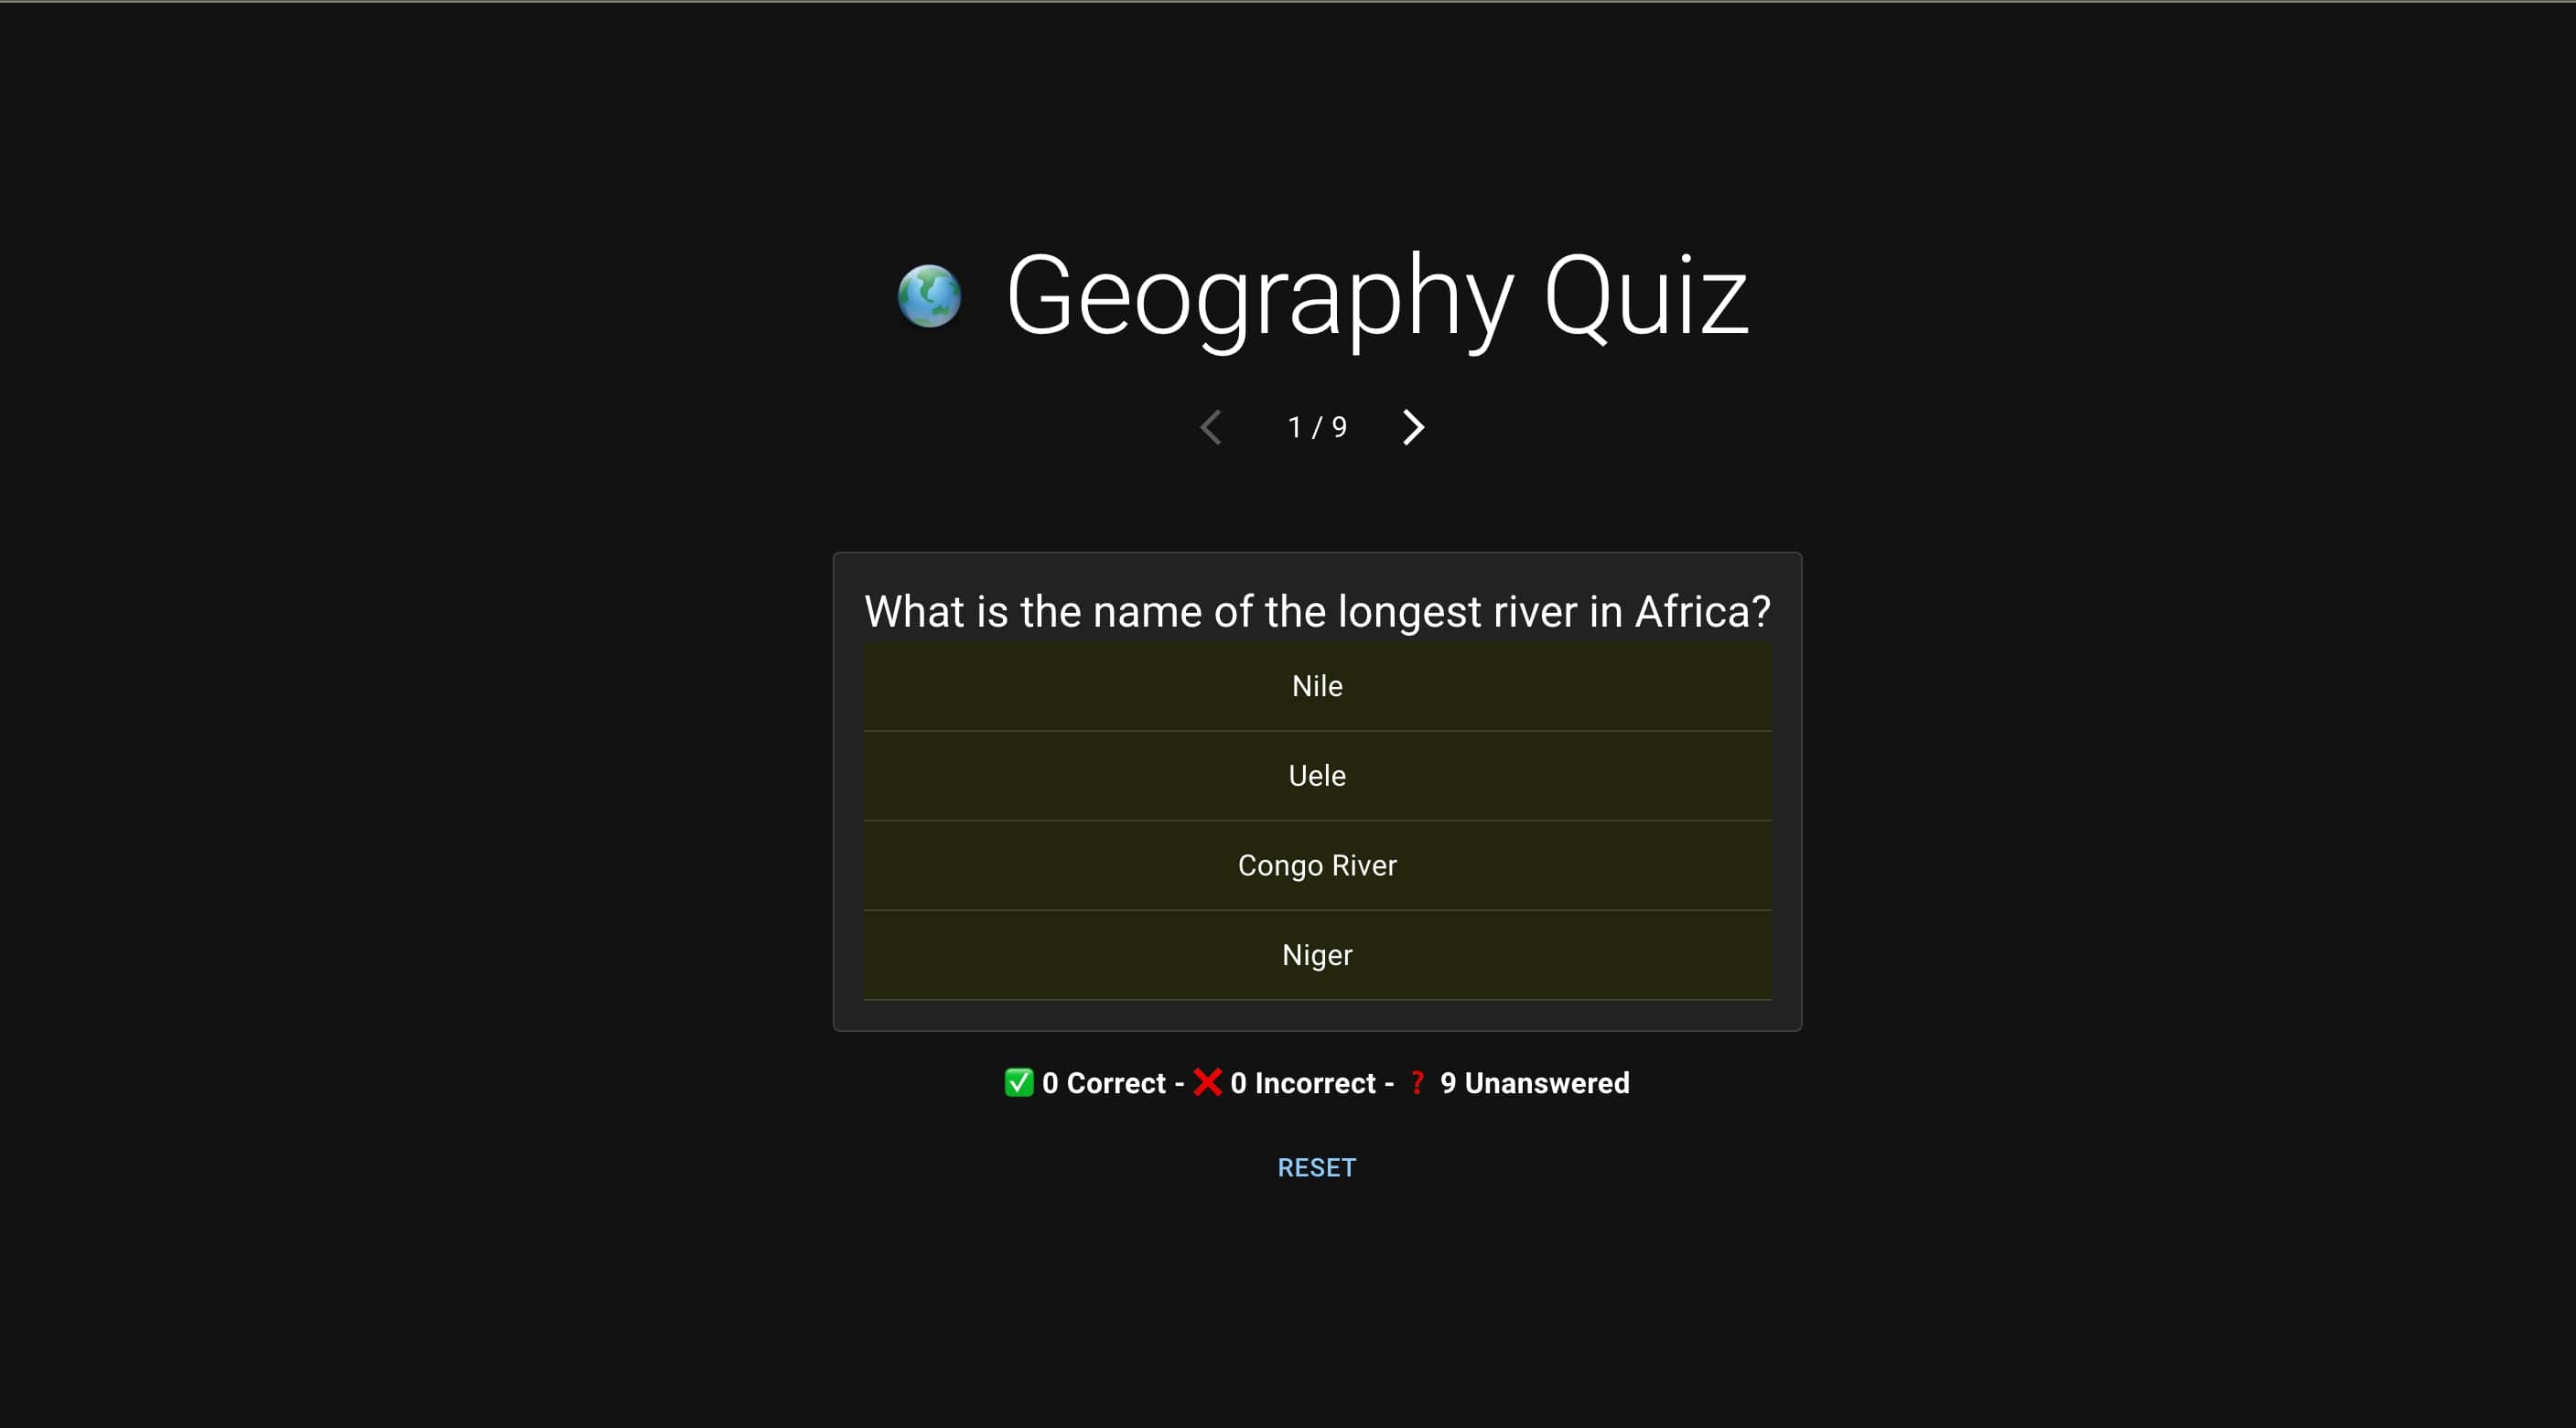 Geography Quiz
1 / 9
What is the name of the longest river in Africa?
Nile
Uele
Congo River
Niger
✅ 0 Correct - ❌ 0 Incorrect - ❓ 9 Unanswered
RESET